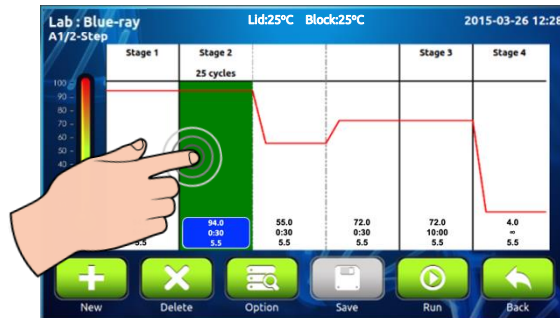 Lab : Blue-ray Lid:25°C Block:25°C 2015-03-26 12:28
A1/2-Step
Stage 1 Stage 2 Stage 3 Stage 4
25 cycles
100
90
80
70
60
50
40
94.0 55.0 72.0 72.0 4.0
0:30 0:30 0:30 10:00 ∞
5.5 5.5 5.5 5.5 5.5 5.5
New Delete Option Save Run Back